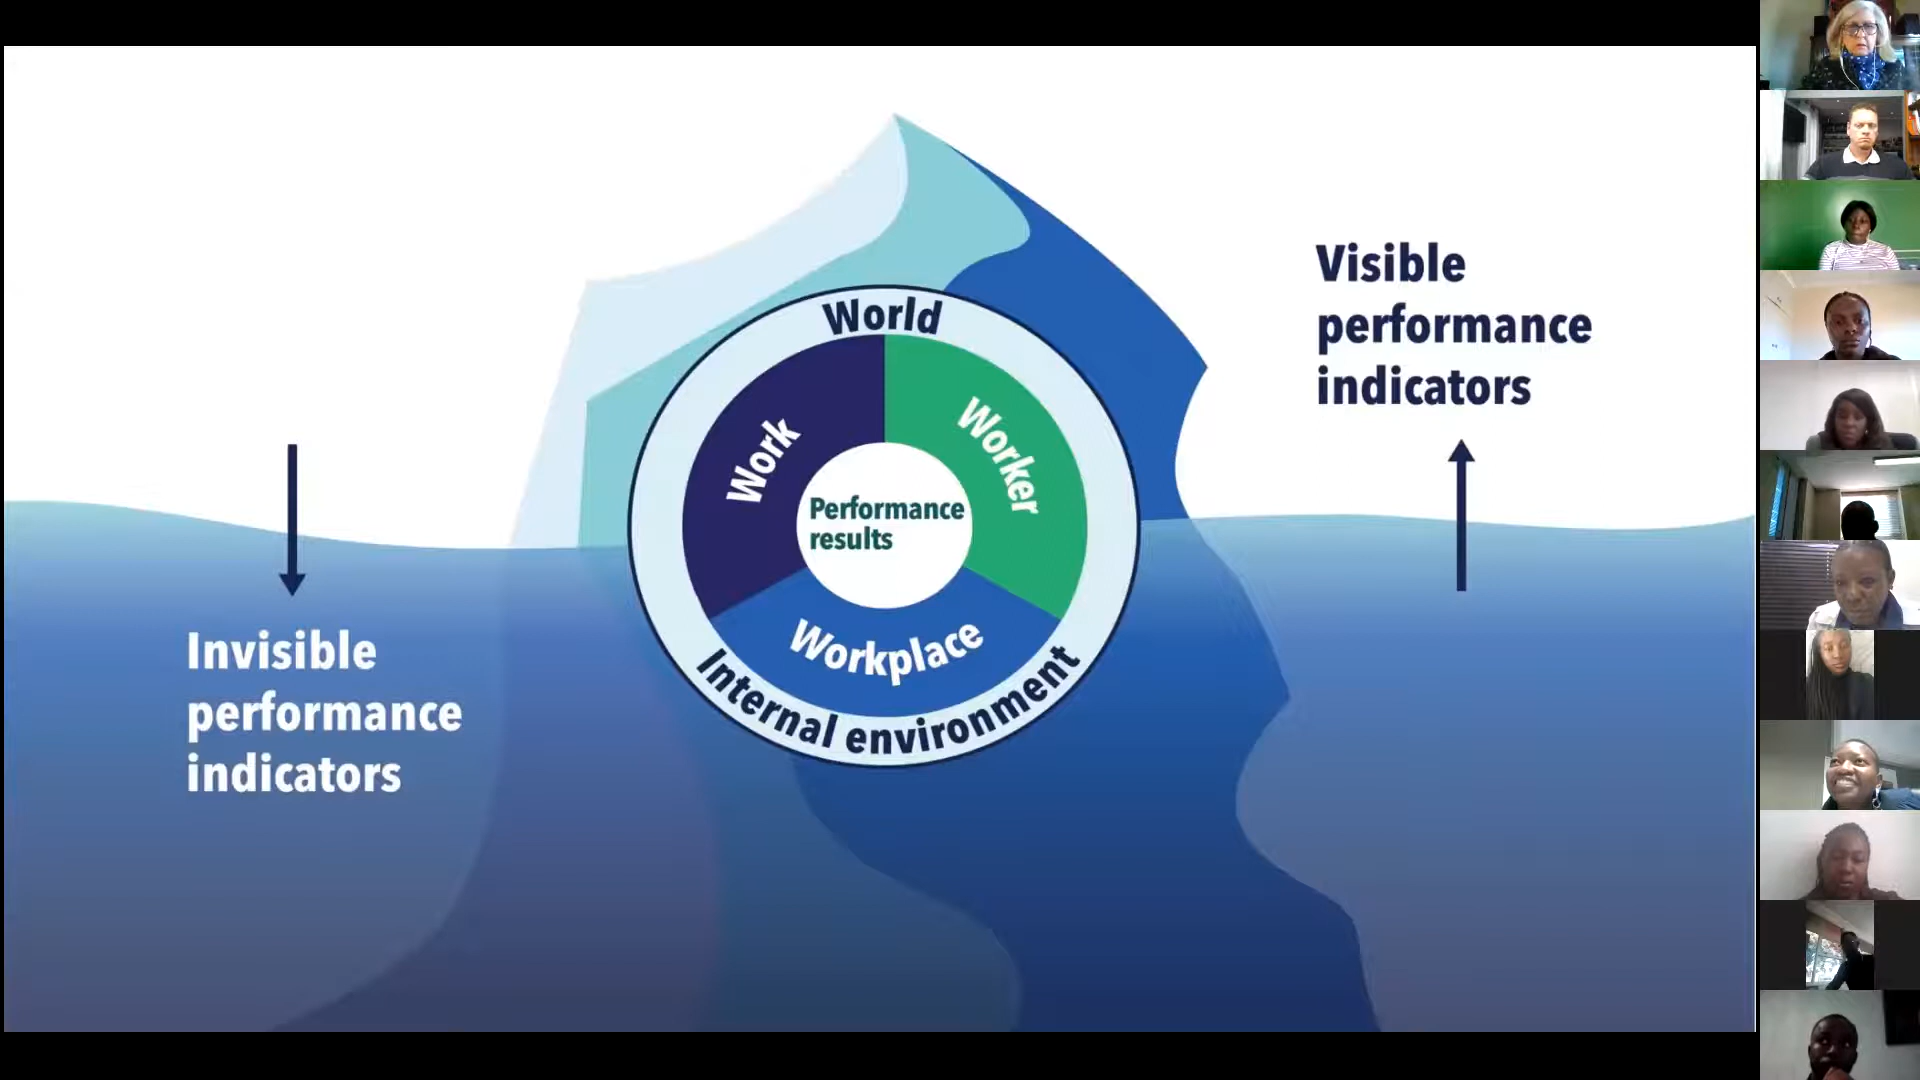 World
Work
Worker
Performance
results
Workplace
Internal environment
Visible
performance
indicators
Invisible
performance
indicators